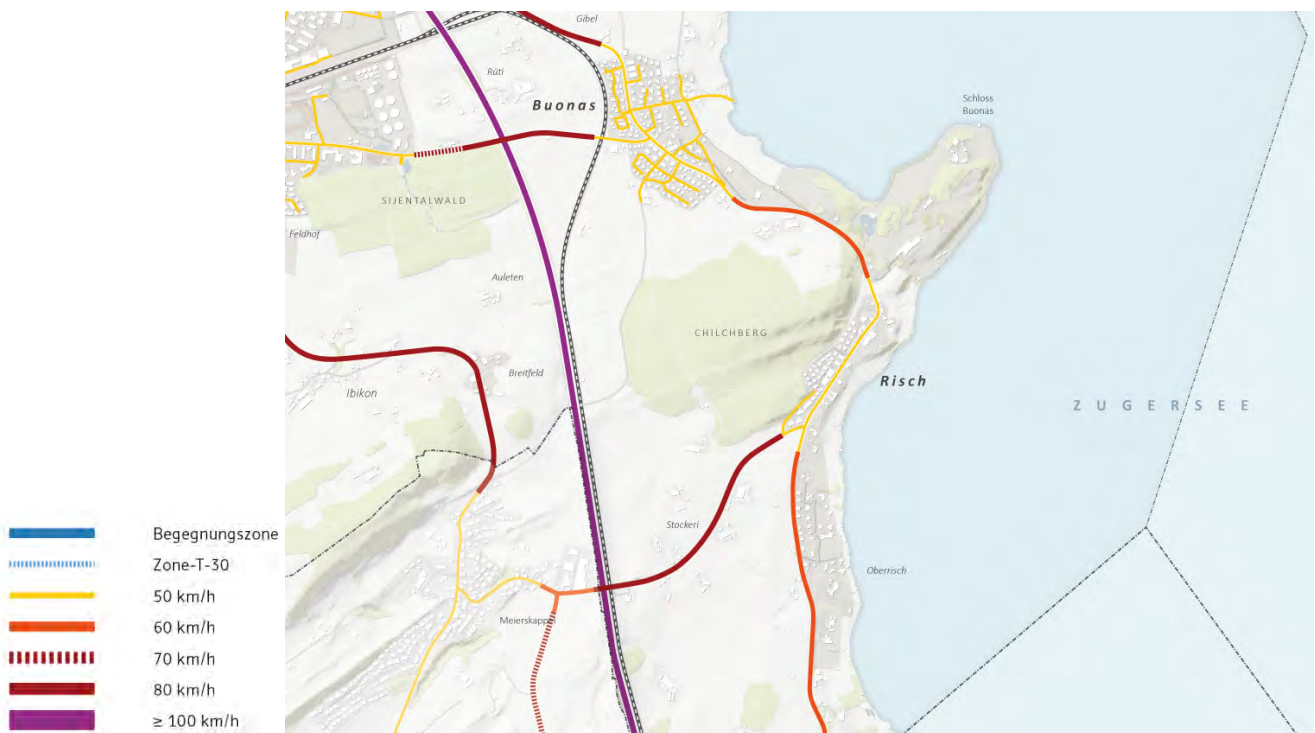 Gibel
Rüti
Buonas
Schloss
Buonas
SIJENTALWALD
Feldhof
Auleten
CHILCHBERG
Ibikon
Breitfeld
Risch
ZUGERSEE
Stockeri
Oberrisch
Meierskappel
Begegnungszone
Zone-T-30
50 km/h
60 km/h
70 km/h
80 km/h
≥ 100 km/h